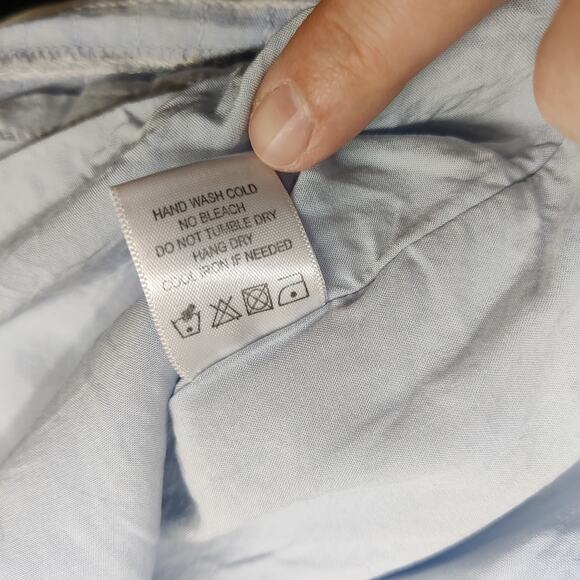 HAND WASH COLD
NO BLEACH
DO NOT TUMBLE DRY
HANG DRY
COOL IRON IF NEEDED